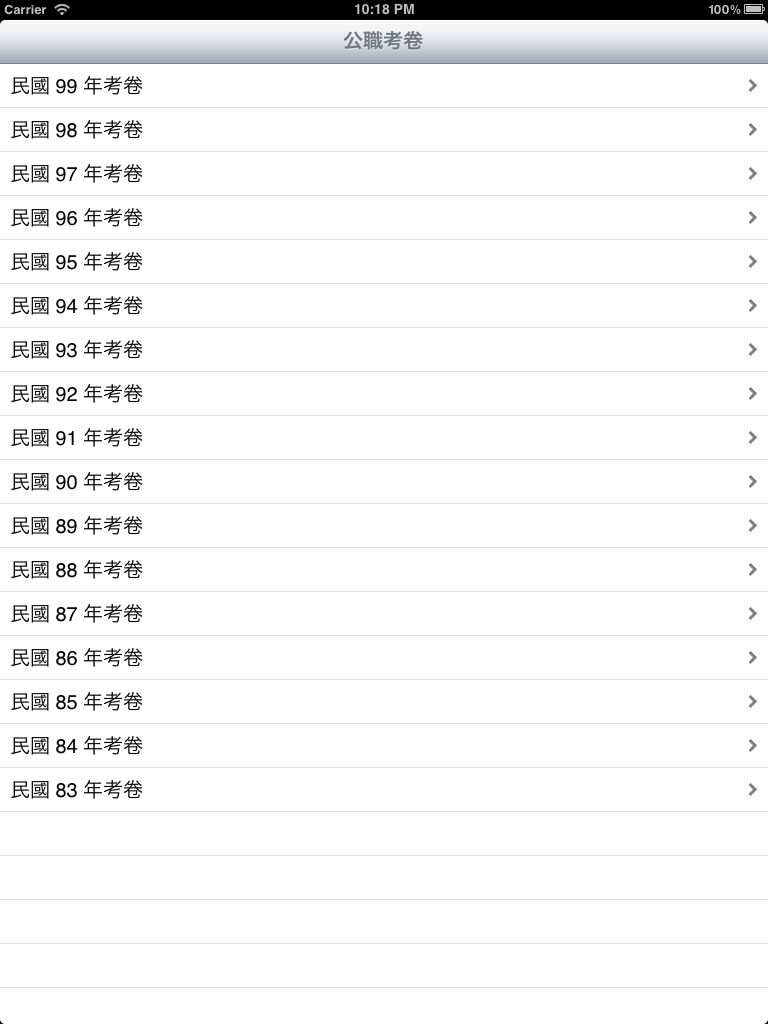 Carrier 10:18 PM 100%
公職考卷
民國 99 年考卷
民國 98 年考卷
民國 97 年考卷
民國 96 年考卷
民國 95 年考卷
民國 94 年考卷
民國 93 年考卷
民國 92 年考卷
民國 91 年考卷
民國 90 年考卷
民國 89 年考卷
民國 88 年考卷
民國 87 年考卷
民國 86 年考卷
民國 85 年考卷
民國 84 年考卷
民國 83 年考卷